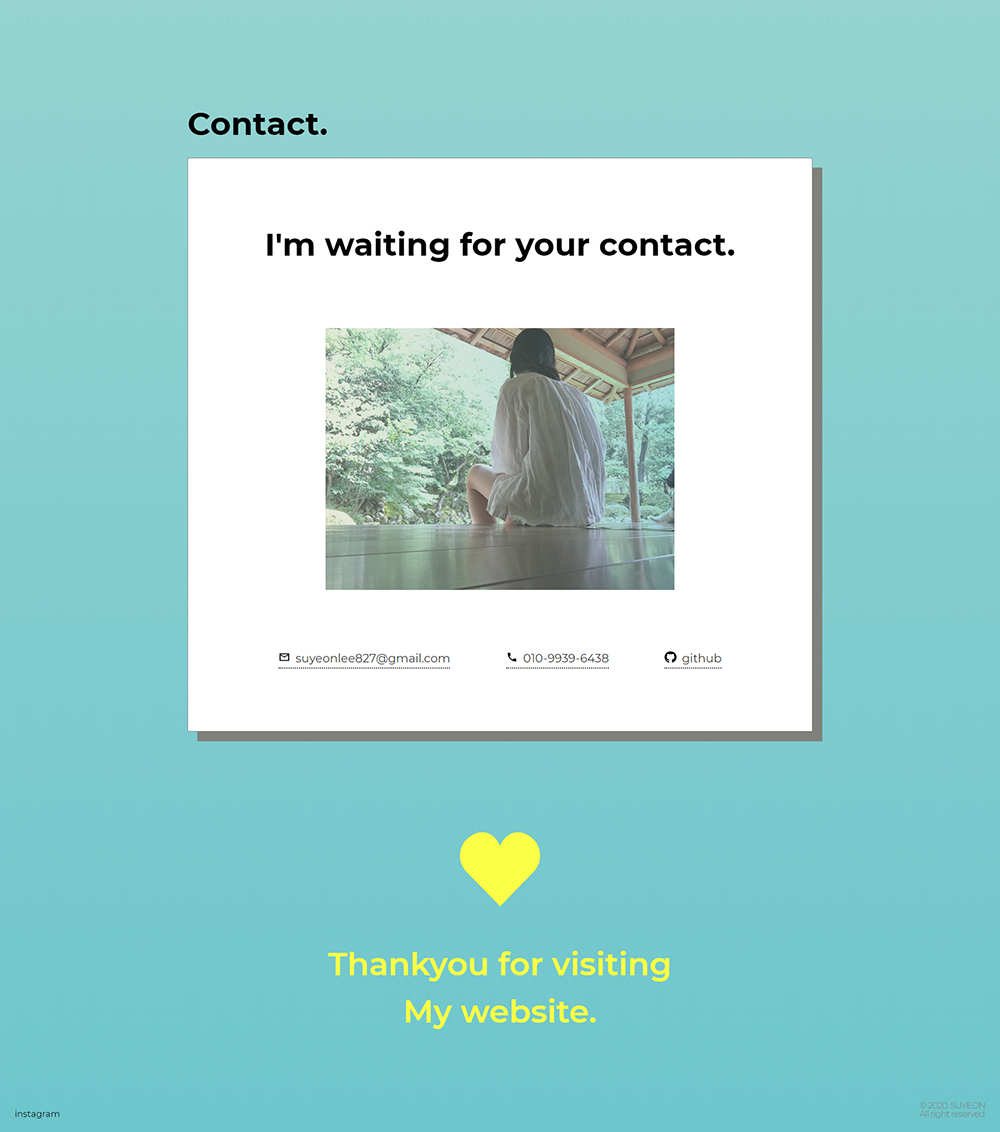 Contact.
I'm waiting for your contact.
suyeonlee827@gmail.com
010-9939-6438
github
Thankyou for visiting
My website.
instagram
© 2020. SUYEON
All right reserved